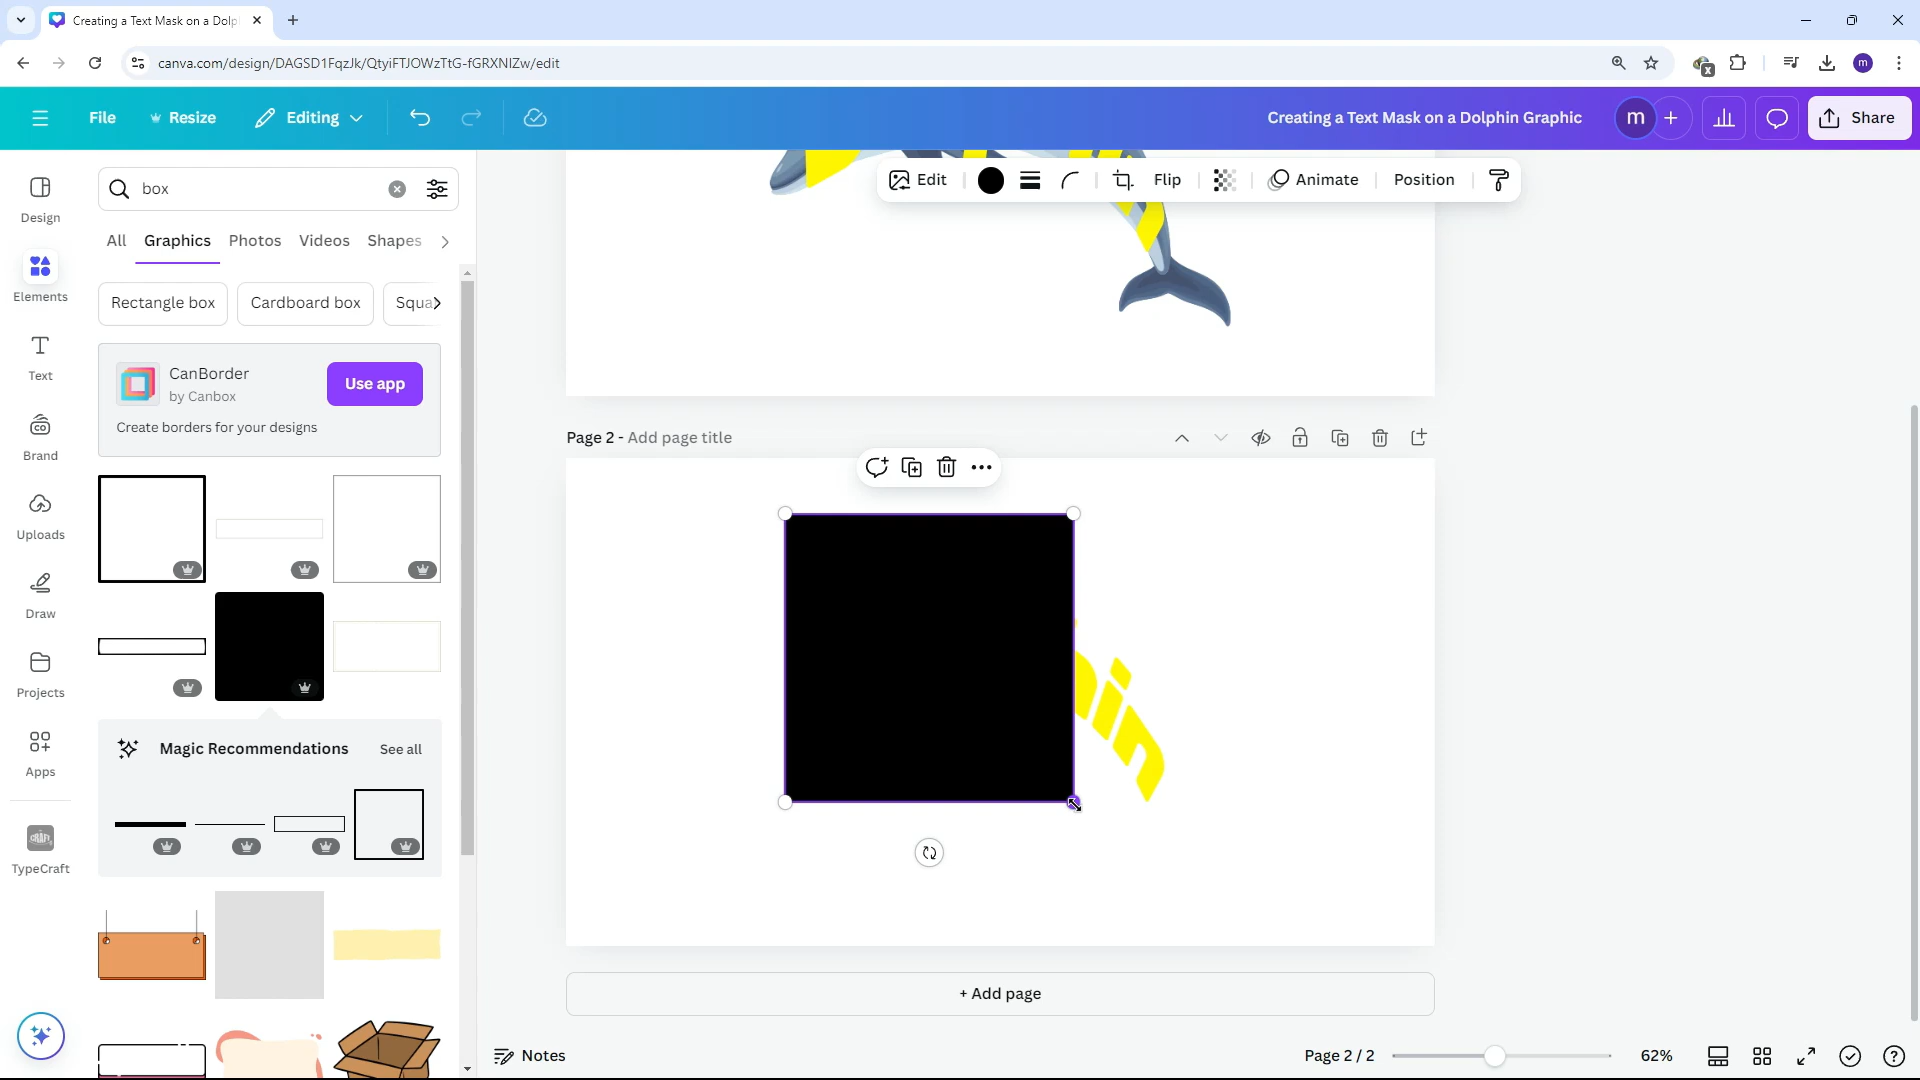 Creating a Text Mask on a Dolp
canva.com/design/DAGSD1FqzJk/QtyiFTJOWzTtG-fGRXNIZw/edit
m
File
Resize
Editing
Creating a Text Mask on a Dolphin Graphic
m
Share
Design
Elements
Text
Brand
Uploads
Draw
Projects
Apps
TypeCraft
box
All
Graphics
Photos
Videos
Shapes
Rectangle box
Cardboard box
Squa
CanBorder
by Canbox
Use app
Create borders for your designs
Magic Recommendations
See all
Edit
Flip
Animate
Position
Page 2 - Add page title
in
+ Add page
Notes
Page 2 / 2
62%